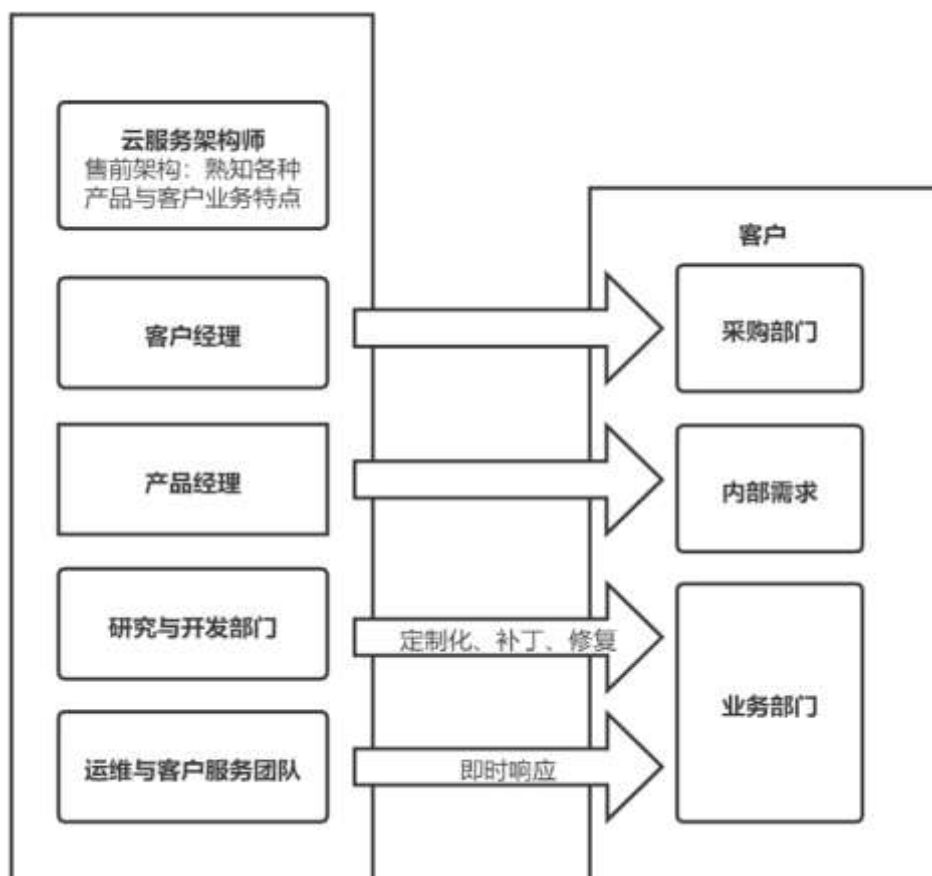 云服务架构师
售前架构：熟知各种
产品与客户业务特点
客户
客户经理
采购部门
产品经理
内部需求
研究与开发部门
定制化、补丁、修复
业务部门
运维与客户服务团队
即时响应